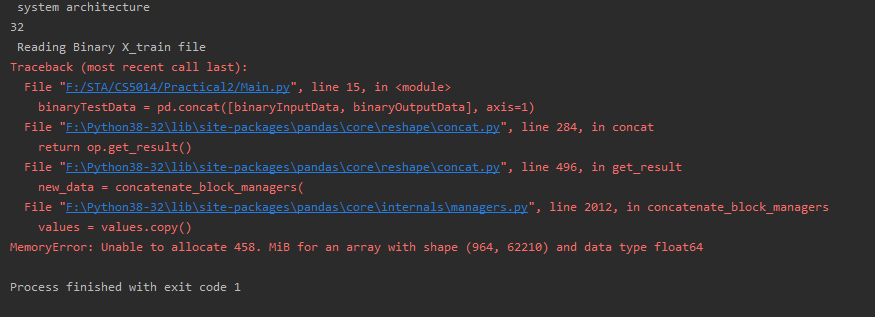 system architecture
32
Reading Binary X_train file
Traceback (most recent call last):
File "F:/STA/CS5014/Practical2/Main.py", line 15, in <module>
binaryTestData = pd.concat([binaryInputData, binaryOutputData], axis=1)
File "F:\Python38-32\lib\site-packages\pandas\core\reshape\concat.py", line 284, in concat
return op.get_result()
File "F:\Python38-32\lib\site-packages\pandas\core\reshape\concat.py", line 496, in get_result
new_data = concatenate_block_managers(
File "F:\Python38-32\lib\site-packages\pandas\core\internals\managers.py", line 2012, in concatenate_block_managers
values = values.copy()
MemoryError: Unable to allocate 458. MiB for an array with shape (964, 62210) and data type float64
Process finished with exit code 1